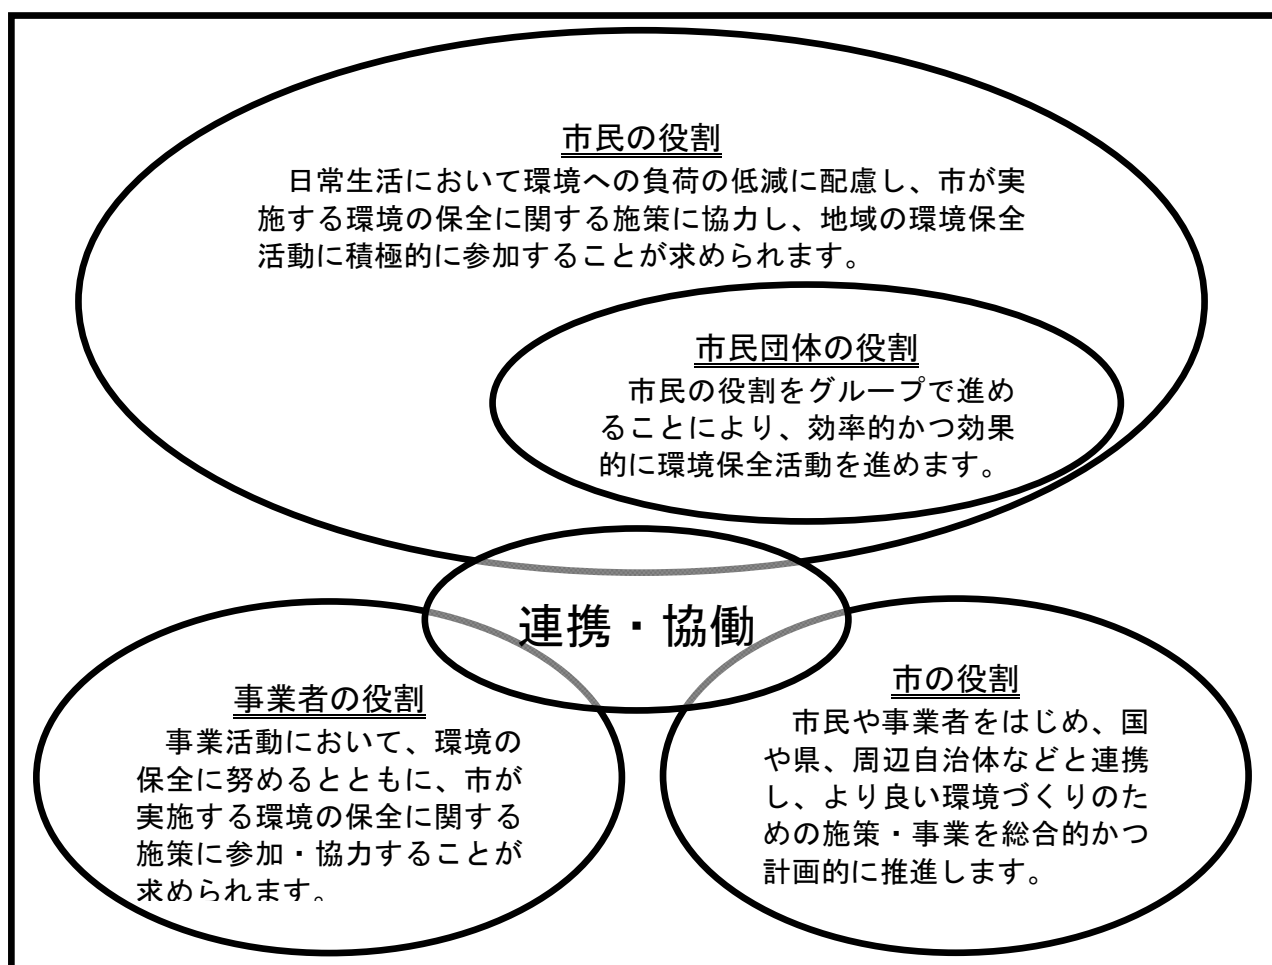 市民の役割
日常生活において環境への負荷の低減に配慮し、市が実
施する環境の保全に関する施策に協力し、地域の環境保全
活動に積極的に参加することが求められます。
市民団体の役割
市民の役割をグループで進め
ることにより、効率的かつ効果
的に環境保全活動を進めます。
連携・協働
事業者の役割
事業活動において、環境の
保全に努めるとともに、市が
実施する環境の保全に関する
施策に参加・協力することが
求められます。
市の役割
市民や事業者をはじめ、国
や県、周辺自治体などと連携
し、より良い環境づくりのた
めの施策・事業を総合的かつ
計画的に推進します。